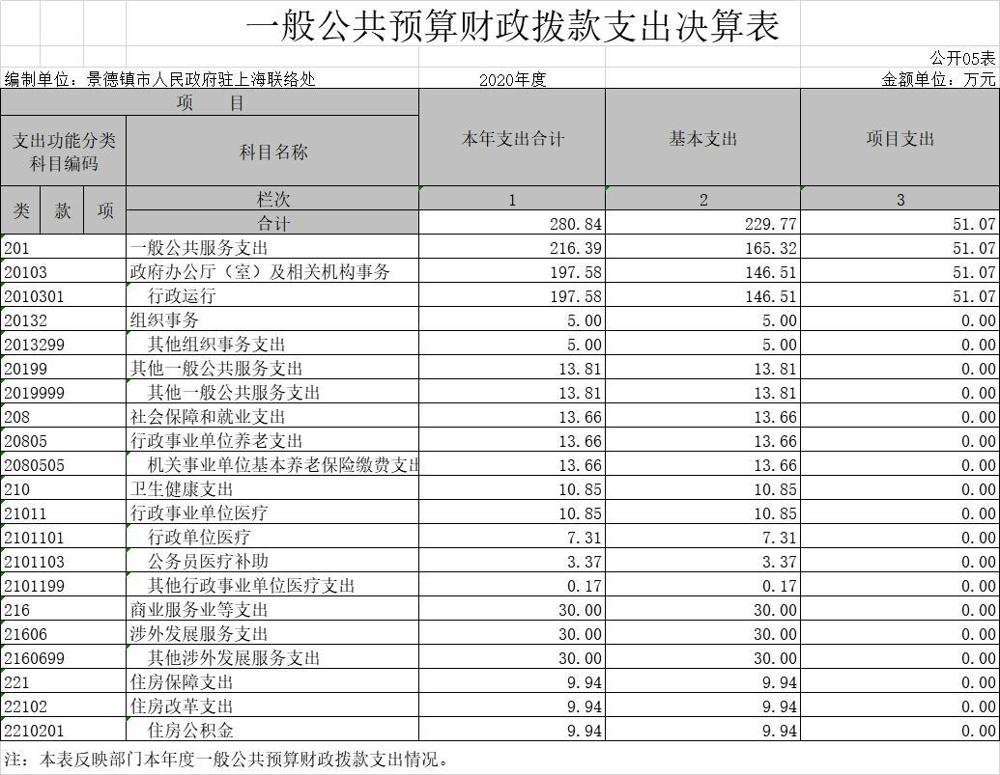 一般公共预算财政拨款支出决算表
公开05表
编制单位：景德镇市人民政府驻上海联络处 2020年度 金额单位：万元
项 目 本年支出合计 基本支出 项目支出
支出功能分类科目编码 科目名称
类 款 项 栏次 1 2 3
合计 280.84 229.77 51.07
201 一般公共服务支出 216.39 165.32 51.07
20103 政府办公厅（室）及相关机构事务 197.58 146.51 51.07
2010301 行政运行 197.58 146.51 51.07
20132 组织事务 5.00 5.00 0.00
2013299 其他组织事务支出 5.00 5.00 0.00
20199 其他一般公共服务支出 13.81 13.81 0.00
2019999 其他一般公共服务支出 13.81 13.81 0.00
208 社会保障和就业支出 13.66 13.66 0.00
20805 行政事业单位养老支出 13.66 13.66 0.00
2080505 机关事业单位基本养老保险缴费支出 13.66 13.66 0.00
210 卫生健康支出 10.85 10.85 0.00
21011 行政事业单位医疗 10.85 10.85 0.00
2101101 行政单位医疗 7.31 7.31 0.00
2101103 公务员医疗补助 3.37 3.37 0.00
2101199 其他行政事业单位医疗支出 0.17 0.17 0.00
216 商业服务业等支出 30.00 30.00 0.00
21606 涉外发展服务支出 30.00 30.00 0.00
2160699 其他涉外发展服务支出 30.00 30.00 0.00
221 住房保障支出 9.94 9.94 0.00
22102 住房改革支出 9.94 9.94 0.00
2210201 住房公积金 9.94 9.94 0.00
注：本表反映部门本年度一般公共预算财政拨款支出情况。